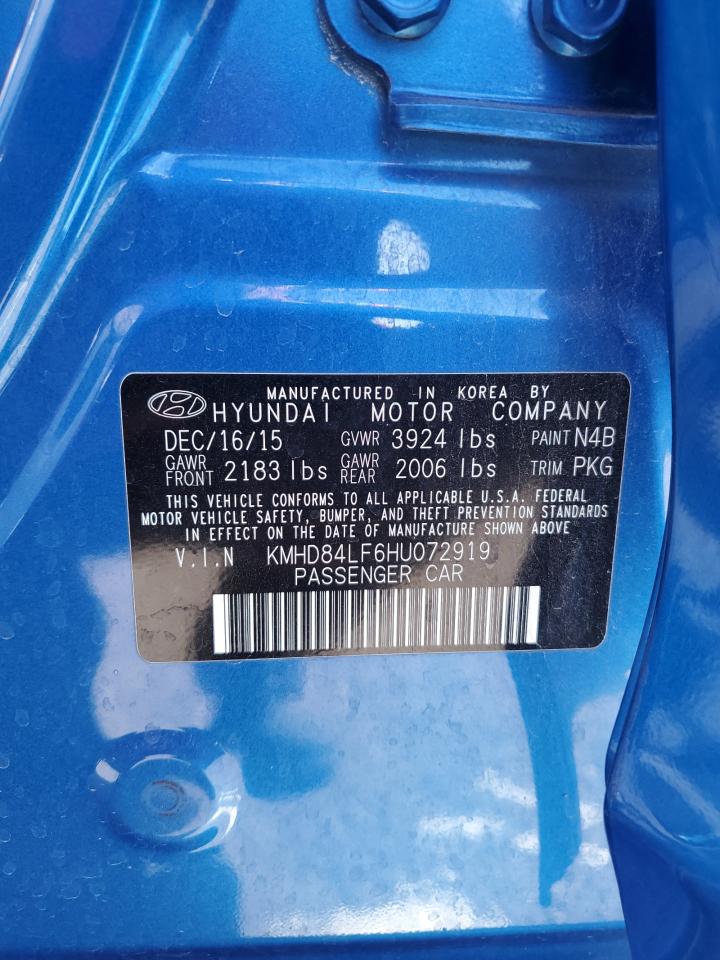 MANUFACTURED IN KOREA BY
HYUNDAI MOTOR COMPANY
DEC/16/15 GVWR 3924 lbs PAINT N4B
GAWR FRONT 2183 lbs GAWR REAR 2006 lbs TRIM PKG
THIS VEHICLE CONFORMS TO ALL APPLICABLE U.S.A. FEDERAL
MOTOR VEHICLE SAFETY, BUMPER, AND THEFT PREVENTION STANDARDS
IN EFFECT ON THE DATE OF MANUFACTURE SHOWN ABOVE
V.I.N KMHD84LF6HU072919
PASSENGER CAR